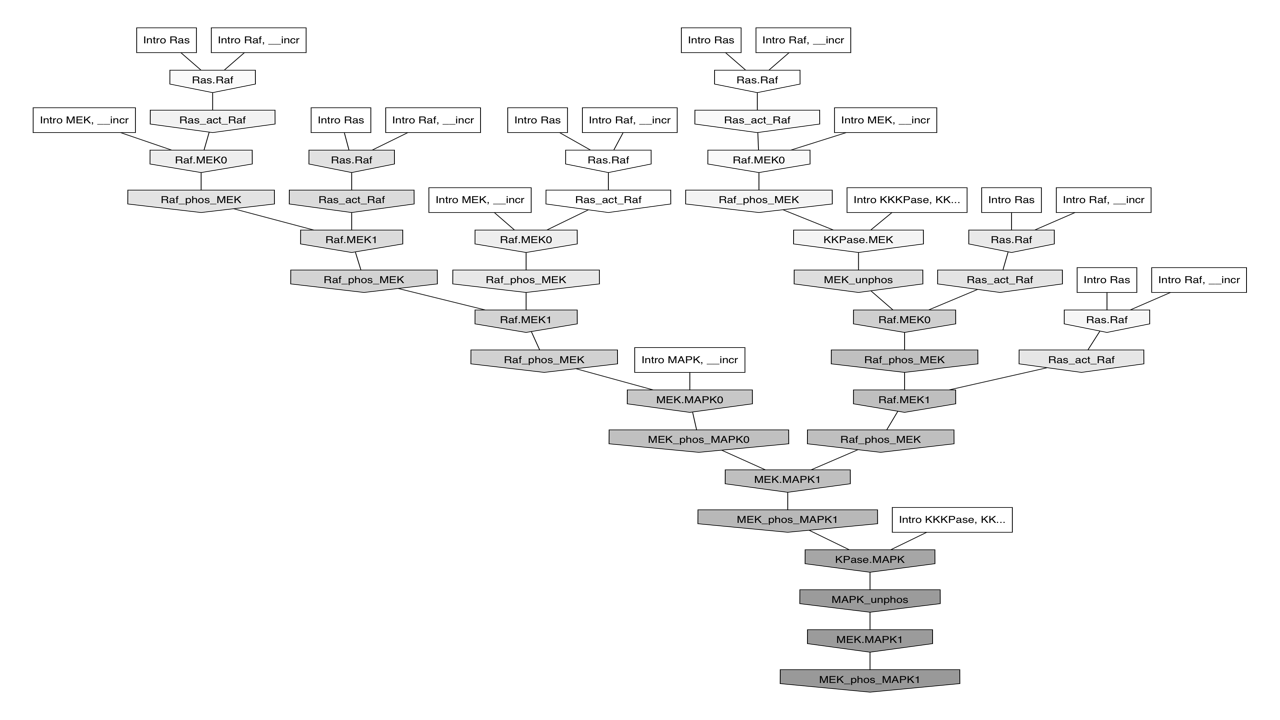 Intro Ras
Intro Raf, __incr
Intro Ras
Intro Raf, __incr
Ras.Raf
Ras.Raf
Intro MEK, __incr
Ras_act_Raf
Intro Ras
Intro Raf, __incr
Intro Ras
Intro Raf, __incr
Ras_act_Raf
Intro MEK, __incr
Raf.MEK0
Ras.Raf
Ras.Raf
Raf.MEK0
Raf_phos_MEK
Ras_act_Raf
Intro MEK, __incr
Ras_act_Raf
Raf_phos_MEK
Intro KKKPase, KK...
Intro Ras
Intro Raf, __incr
Raf.MEK1
Raf.MEK0
KKPase.MEK
Ras.Raf
Raf_phos_MEK
Raf_phos_MEK
MEK_unphos
Ras_act_Raf
Intro Ras
Intro Raf, __incr
Raf.MEK1
Raf.MEK0
Ras.Raf
Raf_phos_MEK
Intro MAPK, __incr
Raf_phos_MEK
Ras_act_Raf
MEK.MAPK0
Raf.MEK1
MEK_phos_MAPK0
Raf_phos_MEK
MEK.MAPK1
MEK_phos_MAPK1
Intro KKKPase, KK...
KPase.MAPK
MAPK_unphos
MEK.MAPK1
MEK_phos_MAPK1